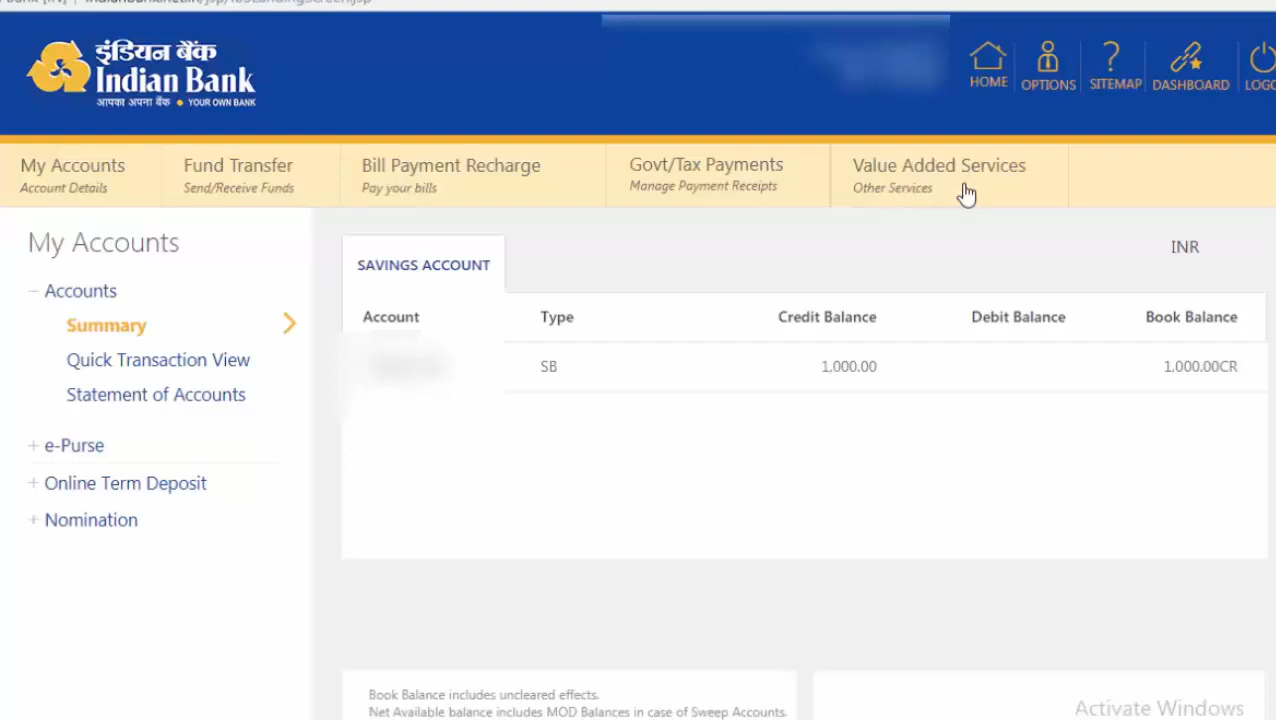 इंडियन बैंक
Indian Bank
आपका अपना बैंक • YOUR OWN BANK
HOME
OPTIONS
SITEMAP
DASHBOARD
My Accounts
Account Details
Fund Transfer
Send/Receive Funds
Bill Payment Recharge
Pay your bills
Govt/Tax Payments
Manage Payment Receipts
Value Added Services
Other Services
My Accounts
– Accounts
Summary
Quick Transaction View
Statement of Accounts
+ e-Purse
+ Online Term Deposit
+ Nomination
INR
SAVINGS ACCOUNT
Account Type Credit Balance Debit Balance Book Balance
SB 1,000.00 1,000.00CR
Book Balance includes uncleared effects.
Net Available balance includes MOD Balances in case of Sweep Accounts.
Activate Windows